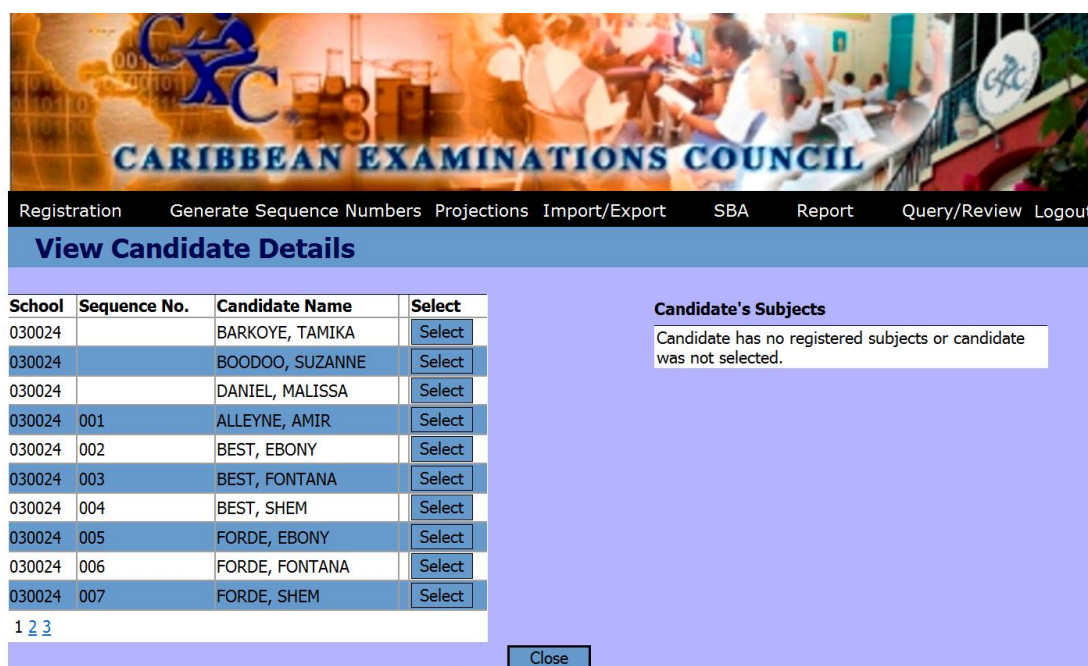 CXC
CXC
CARIBBEAN EXAMINATIONS COUNCIL
Registration Generate Sequence Numbers Projections Import/Export SBA Report Query/Review Logout
View Candidate Details
School Sequence No. Candidate Name Select
030024 BARKOYE, TAMIKA Select
030024 BOODOO, SUZANNE Select
030024 DANIEL, MALISSA Select
030024 001 ALLEYNE, AMIR Select
030024 002 BEST, EBONY Select
030024 003 BEST, FONTANA Select
030024 004 BEST, SHEM Select
030024 005 FORDE, EBONY Select
030024 006 FORDE, FONTANA Select
030024 007 FORDE, SHEM Select
1 2 3
Candidate's Subjects
Candidate has no registered subjects or candidate
was not selected.
Close